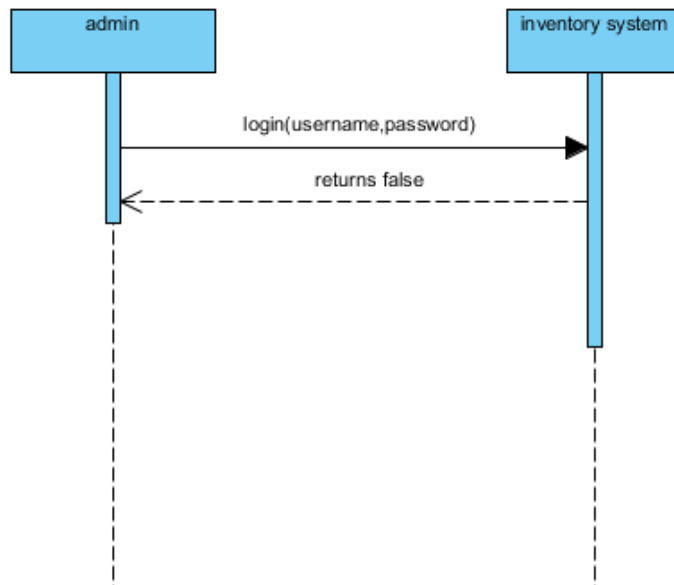 admin
inventory system
login(username,password)
returns false